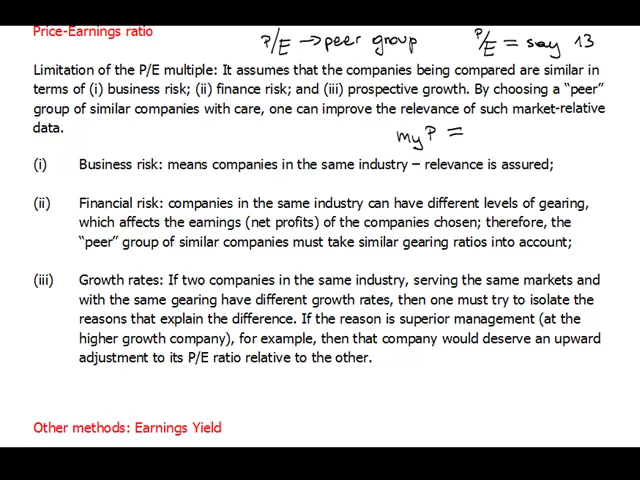 Price-Earnings ratio
P/E → peer group
P/E = say 13
Limitation of the P/E multiple: It assumes that the companies being compared are similar in
terms of (i) business risk; (ii) finance risk; and (iii) prospective growth. By choosing a “peer”
group of similar companies with care, one can improve the relevance of such market-relative
data.
my P =
(i) Business risk: means companies in the same industry – relevance is assured;
(ii) Financial risk: companies in the same industry can have different levels of gearing,
which affects the earnings (net profits) of the companies chosen; therefore, the
“peer” group of similar companies must take similar gearing ratios into account;
(iii) Growth rates: If two companies in the same industry, serving the same markets and
with the same gearing have different growth rates, then one must try to isolate the
reasons that explain the difference. If the reason is superior management (at the
higher growth company), for example, then that company would deserve an upward
adjustment to its P/E ratio relative to the other.
Other methods: Earnings Yield